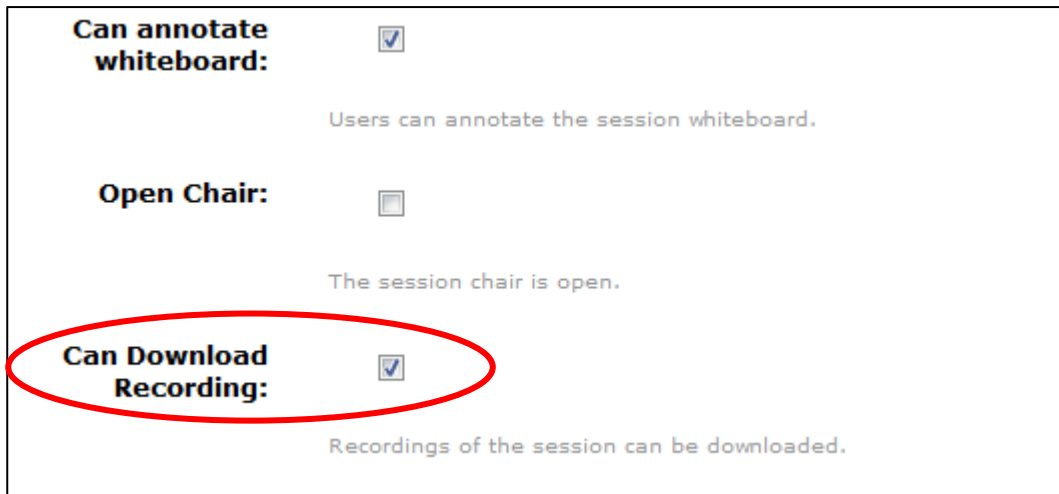 Can annotate
whiteboard:
Users can annotate the session whiteboard.
Open Chair:
The session chair is open.
Can Download
Recording:
Recordings of the session can be downloaded.